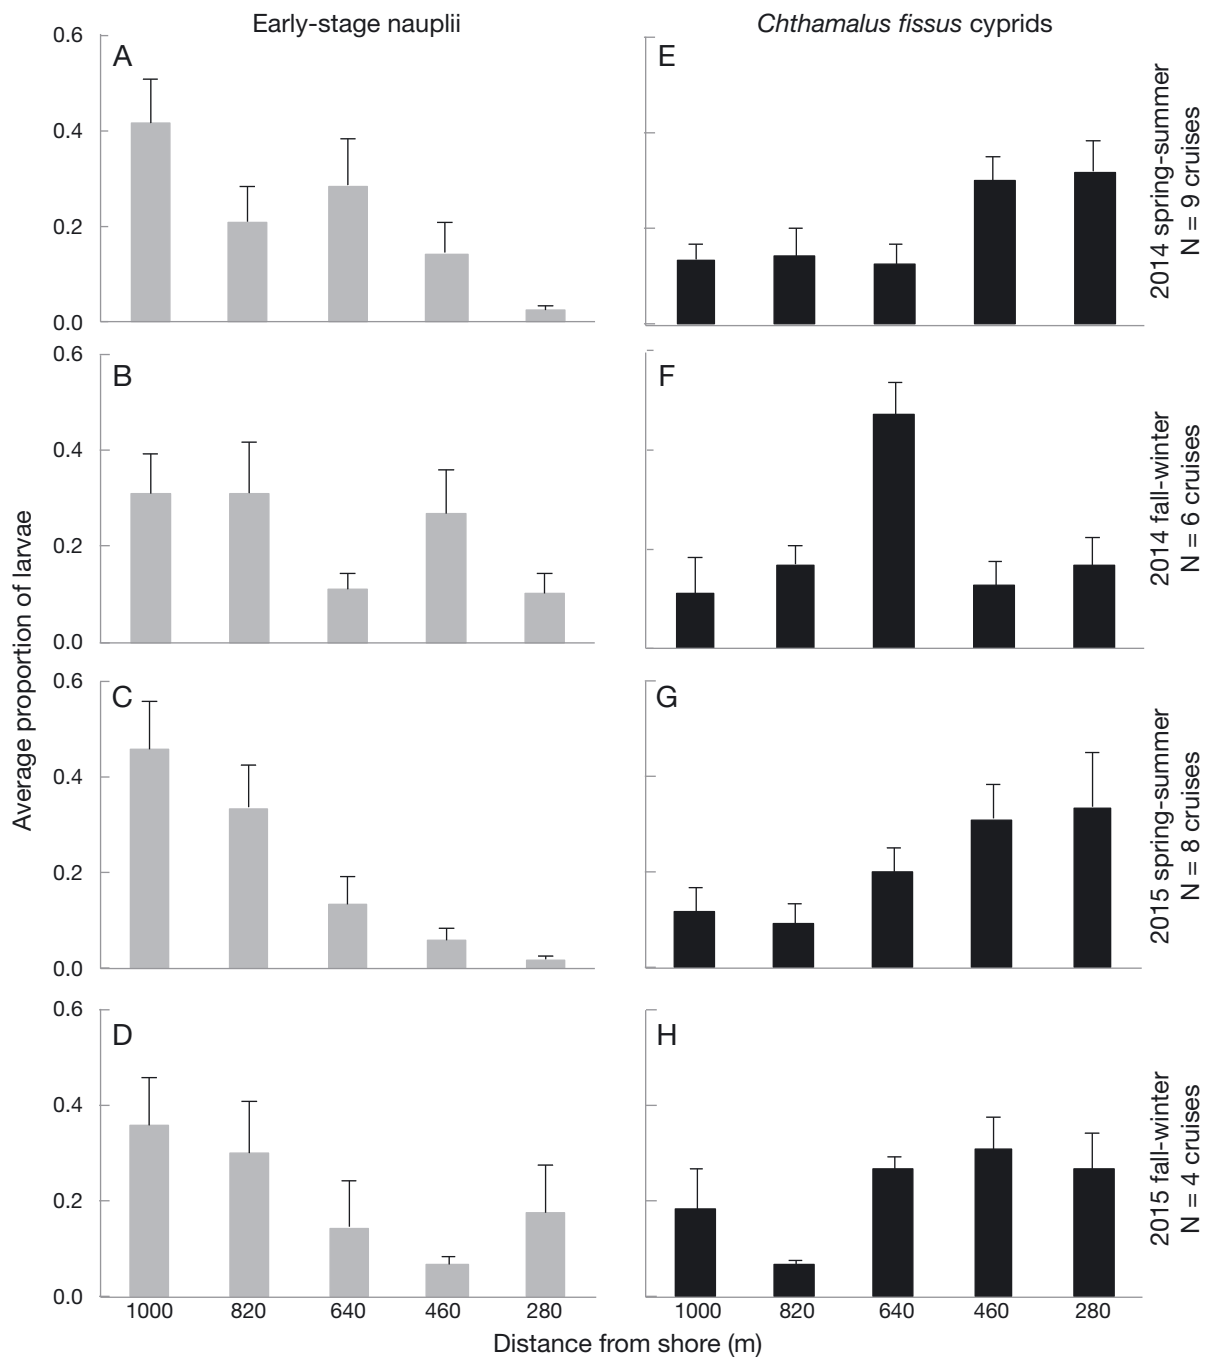 Early-stage nauplii
Chthamalus fissus cyprids
Average proportion of larvae
0.6
0.4
0.2
0.0
A
E
2014 spring-summer
N = 9 cruises
0.6
0.4
0.2
0.0
B
F
2014 fall-winter
N = 6 cruises
0.6
0.4
0.2
0.0
C
G
2015 spring-summer
N = 8 cruises
0.6
0.4
0.2
0.0
D
H
2015 fall-winter
N = 4 cruises
1000 820 640 460 280
1000 820 640 460 280
Distance from shore (m)